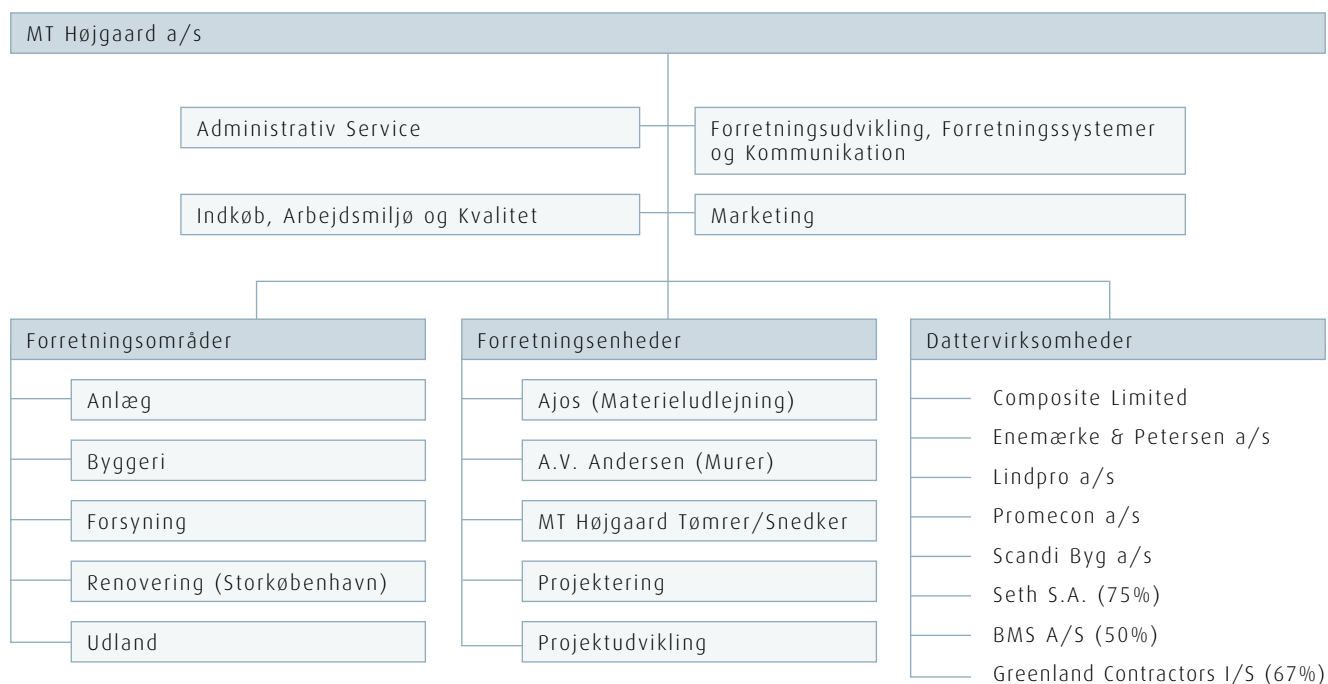 MT Højgaard a/s
Administrativ Service
Forretningsudvikling, Forretningssystemer
og Kommunikation
Indkøb, Arbejdsmiljø og Kvalitet
Marketing
Forretningsområder
Anlæg
Byggeri
Forsyning
Renovering (Storkøbenhavn)
Udland
Forretningsenheder
Ajos (Materieludlejning)
A.V. Andersen (Murer)
MT Højgaard Tømrer/Snedker
Projektering
Projektudvikling
Dattervirksomheder
Composite Limited
Enemærke & Petersen a/s
Lindpro a/s
Promecon a/s
Scandi Byg a/s
Seth S.A. (75%)
BMS A/S (50%)
Greenland Contractors I/S (67%)